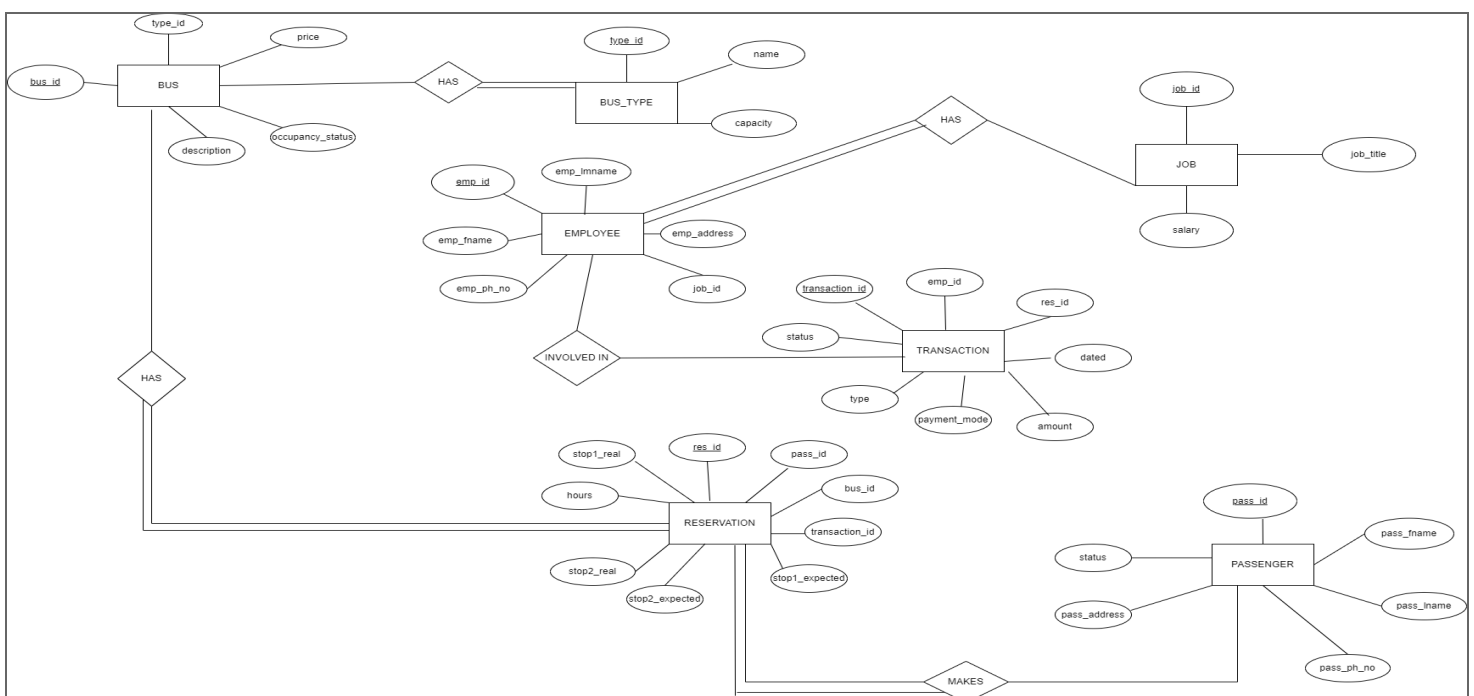 type_id
price
bus_id
BUS
occupancy_status
description
HAS
type_id
name
BUS_TYPE
capacity
HAS
job_id
JOB
job_title
salary
emp_id
emp_lmname
emp_fname
EMPLOYEE
emp_address
emp_ph_no
job_id
INVOLVED IN
transaction_id
emp_id
res_id
status
TRANSACTION
dated
type
payment_mode
amount
HAS
stop1_real
res_id
pass_id
hours
bus_id
RESERVATION
transaction_id
stop2_real
stop2_expected
stop1_expected
pass_id
pass_fname
status
PASSENGER
pass_address
pass_lname
pass_ph_no
MAKES